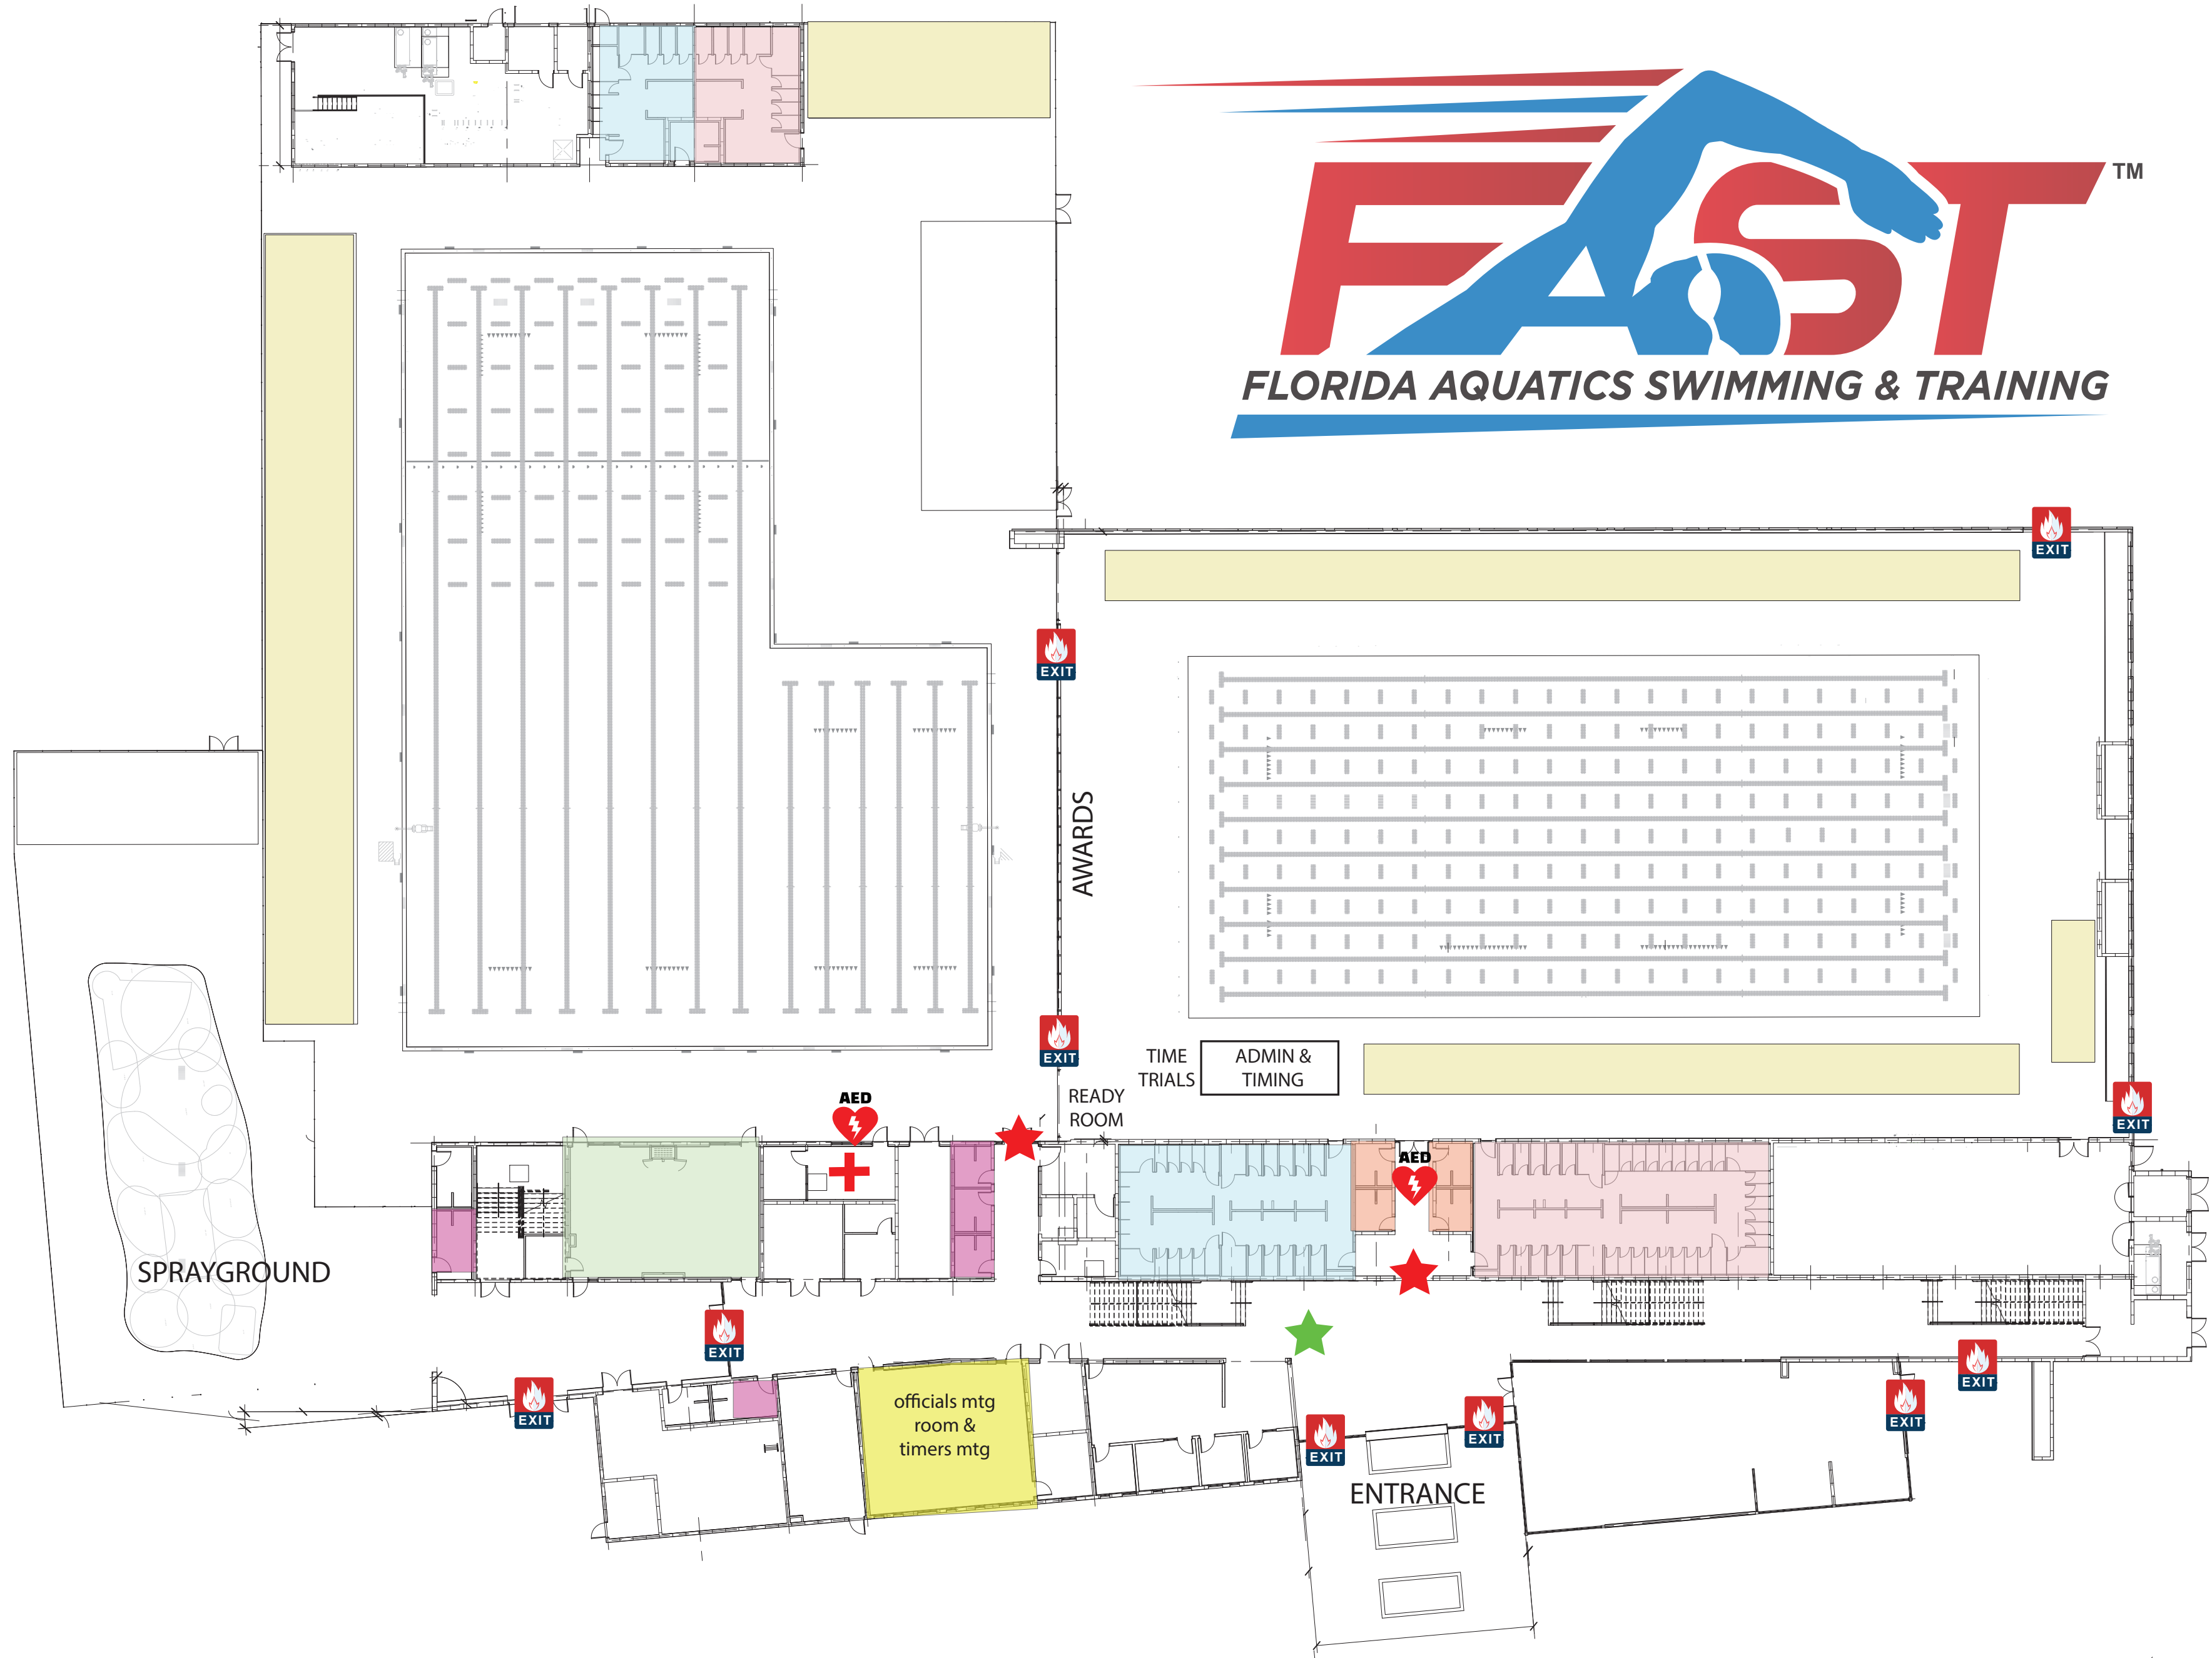 FAST
TM
FLORIDA AQUATICS SWIMMING & TRAINING
EXIT
EXIT
AWARDS
EXIT
TIME
TRIALS
ADMIN &
TIMING
READY
ROOM
EXIT
AED
AED
SPRAYGROUND
EXIT
EXIT
EXIT
officials mtg
room &
timers mtg
EXIT
EXIT
EXIT
ENTRANCE